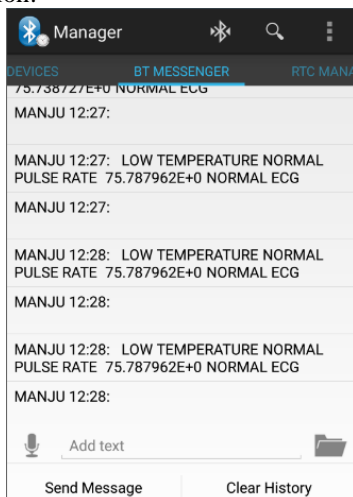 ion.
Manager
DEVICES BT MESSENGER RTC MANA
75.738727E+0 NORMAL ECG
MANJU 12:27:
MANJU 12:27: LOW TEMPERATURE NORMAL
PULSE RATE 75.787962E+0 NORMAL ECG
MANJU 12:27:
MANJU 12:28: LOW TEMPERATURE NORMAL
PULSE RATE 75.787962E+0 NORMAL ECG
MANJU 12:28:
MANJU 12:28: LOW TEMPERATURE NORMAL
PULSE RATE 75.787962E+0 NORMAL ECG
MANJU 12:28:
Add text
Send Message Clear History